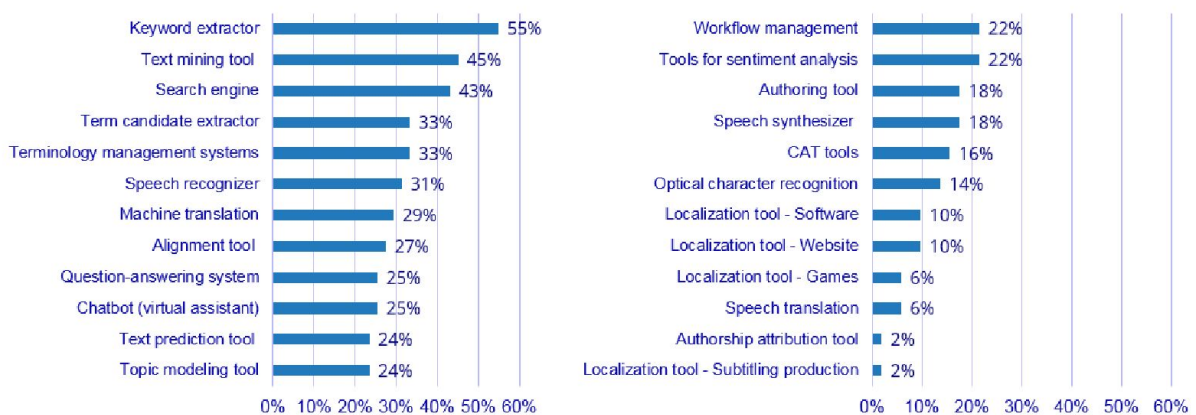 Keyword extractor 55%
Text mining tool 45%
Search engine 43%
Term candidate extractor 33%
Terminology management systems 33%
Speech recognizer 31%
Machine translation 29%
Alignment tool 27%
Question-answering system 25%
Chatbot (virtual assistant) 25%
Text prediction tool 24%
Topic modeling tool 24%
0% 10% 20% 30% 40% 50% 60%
Workflow management 22%
Tools for sentiment analysis 22%
Authoring tool 18%
Speech synthesizer 18%
CAT tools 16%
Optical character recognition 14%
Localization tool - Software 10%
Localization tool - Website 10%
Localization tool - Games 6%
Speech translation 6%
Authorship attribution tool 2%
Localization tool - Subtitling production 2%
0% 10% 20% 30% 40% 50% 60%